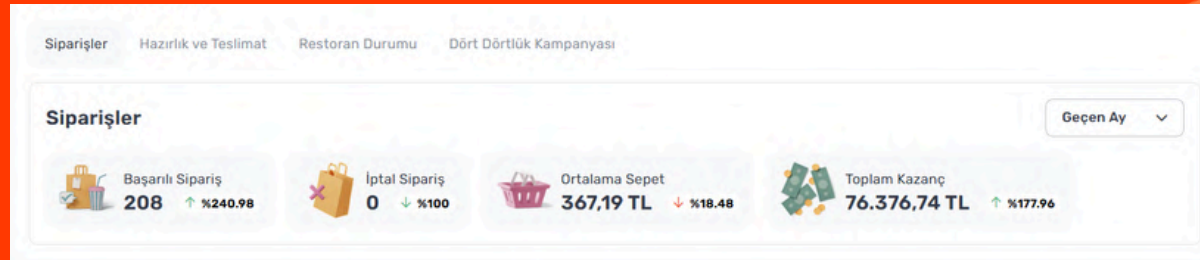 Siparişler Hazırlık ve Teslimat Restoran Durumu Dört Dörtlük Kampanyası
Siparişler
Geçen Ay
Başarılı Sipariş
208 ↑ %240.98
İptal Sipariş
0 ↓ %100
Ortalama Sepet
367,19 TL ↓ %18.48
Toplam Kazanç
76.376,74 TL ↑ %177.96